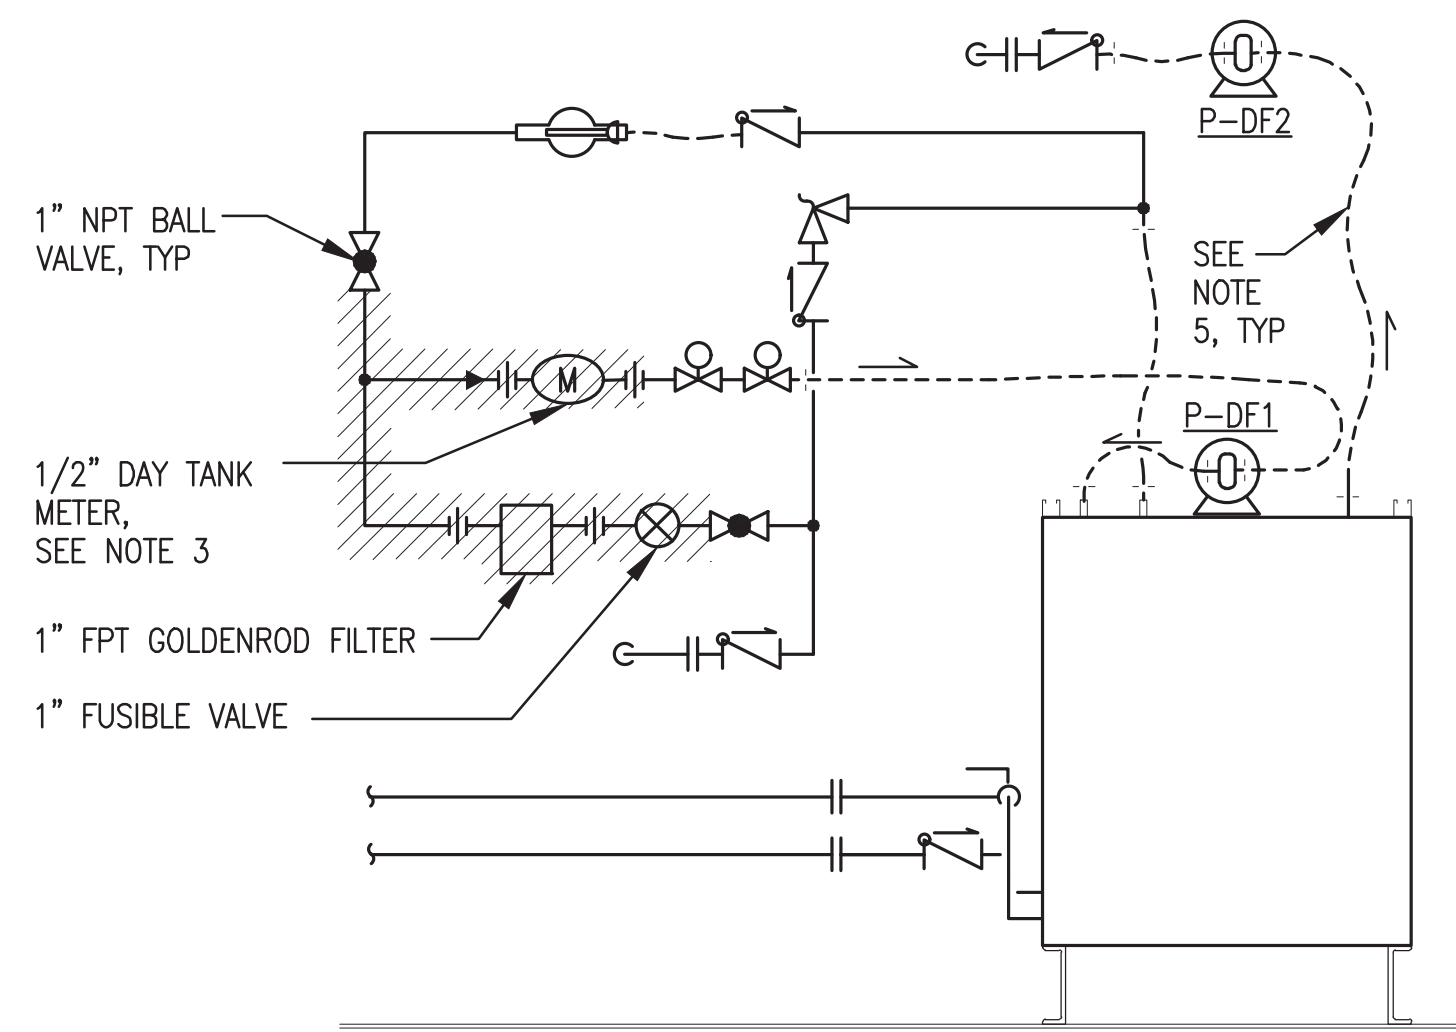 P-DF2
1” NPT BALL
VALVE, TYP
SEE
NOTE
5, TYP
M
P-DF1
1/2” DAY TANK
METER,
SEE NOTE 3
1” FPT GOLDENROD FILTER
1” FUSIBLE VALVE